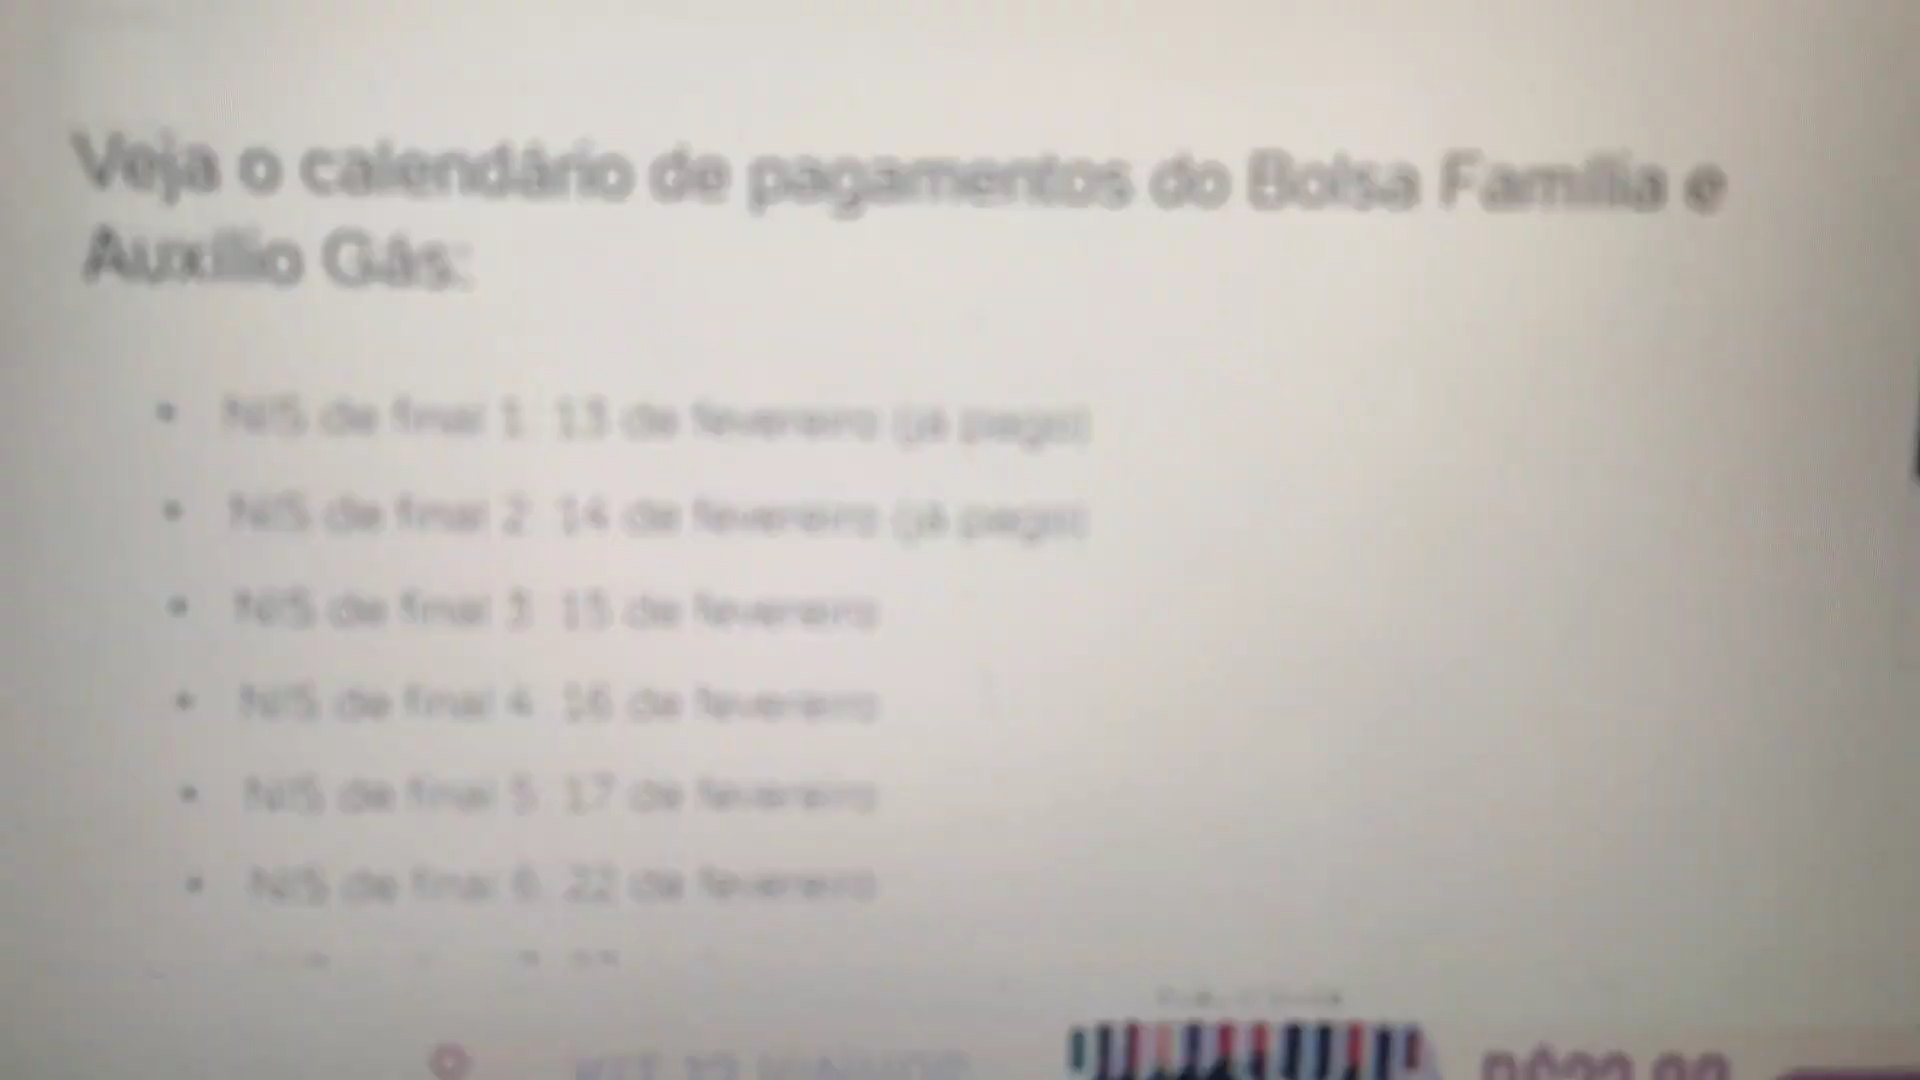 Veja o calendário de pagamentos do Bolsa Família e
Auxílio Gás:
• NIS de final 1: 13 de fevereiro (já pago)
• NIS de final 2: 14 de fevereiro (já pago)
• NIS de final 3: 15 de fevereiro
• NIS de final 4: 16 de fevereiro
• NIS de final 5: 17 de fevereiro
• NIS de final 6: 22 de fevereiro